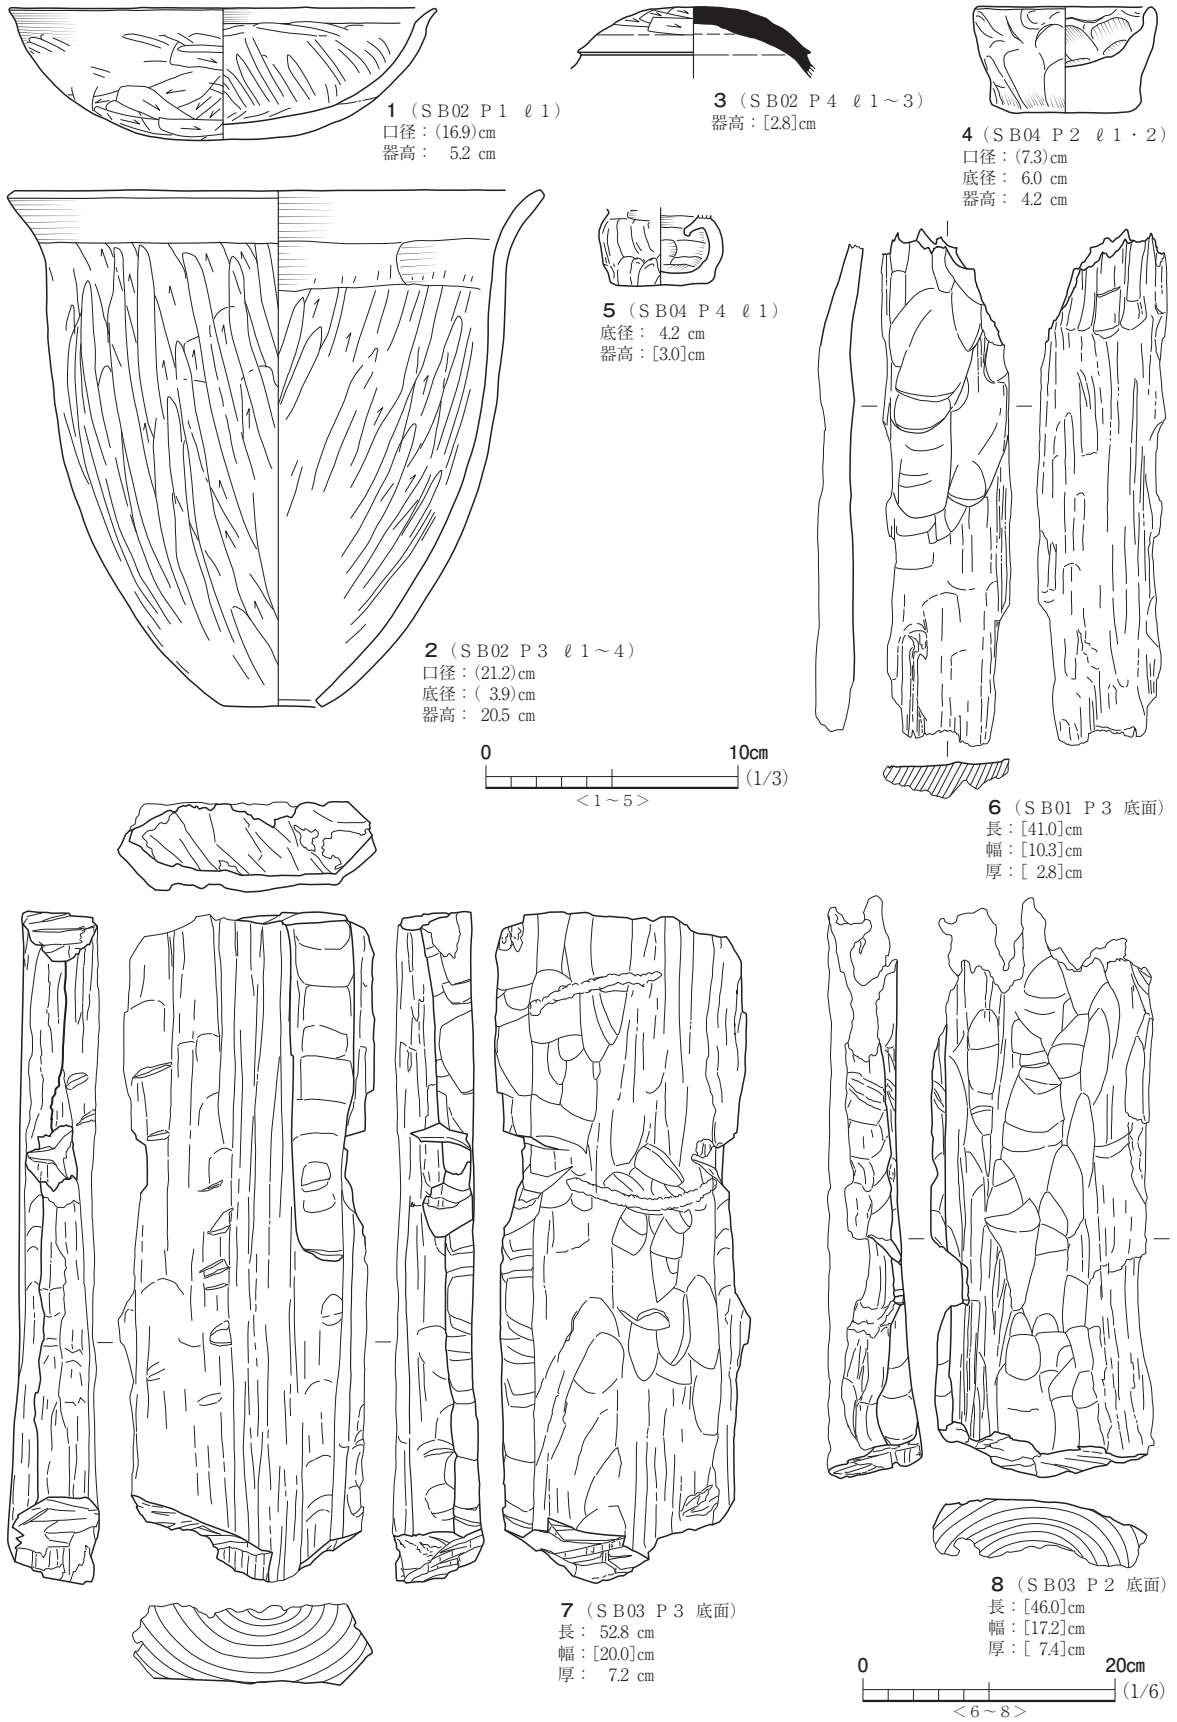 1 (SB02 P1 ℓ1)
口径：(16.9)cm
器高： 5.2 cm
3 (SB02 P4 ℓ1～3)
器高：[2.8]cm
4 (SB04 P2 ℓ1・2)
口径：(7.3)cm
底径： 6.0 cm
器高： 4.2 cm
5 (SB04 P4 ℓ1)
底径： 4.2 cm
器高：[3.0]cm
2 (SB02 P3 ℓ1～4)
口径：(21.2)cm
底径：( 3.9)cm
器高： 20.5 cm
0 10cm
(1/3)
＜1～5＞
6 (SB01 P3 底面)
長：[41.0]cm
幅：[10.3]cm
厚：[ 2.8]cm
7 (SB03 P3 底面)
長： 52.8 cm
幅：[20.0]cm
厚： 7.2 cm
8 (SB03 P2 底面)
長：[46.0]cm
幅：[17.2]cm
厚：[ 7.4]cm
0 20cm
(1/6)
＜6～8＞